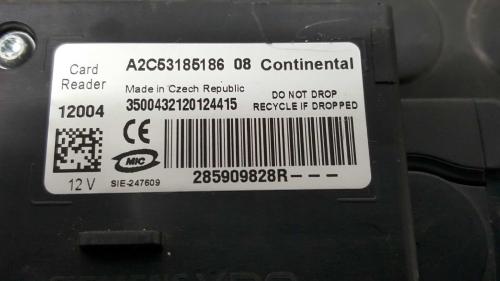 Card Reader
A2C53185186 08 Continental
Made in Czech Republic
DO NOT DROP
12004
3500432120124415
RECYCLE IF DROPPED
CE
MIC
12 V
SIE-247609
285909828R---
VDO